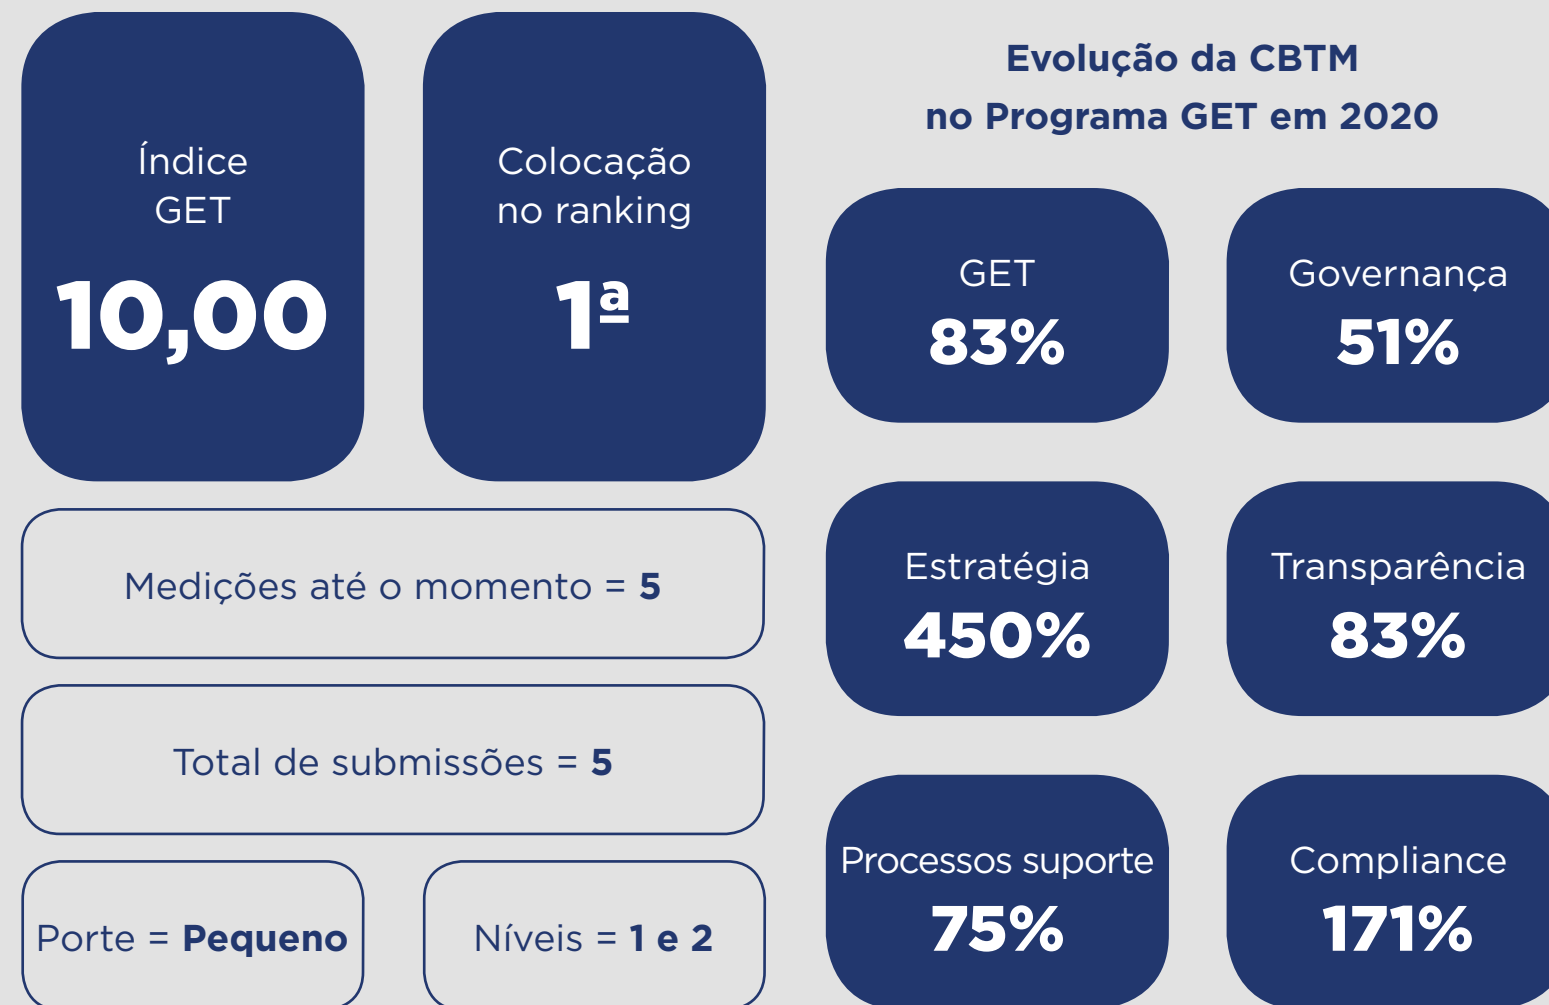 Índice
GET
10,00
Colocação
no ranking
1ª
Medições até o momento = 5
Total de submissões = 5
Porte = Pequeno
Níveis = 1 e 2
Evolução da CBTM
no Programa GET em 2020
GET
83%
Governança
51%
Estratégia
450%
Transparência
83%
Processos suporte
75%
Compliance
171%